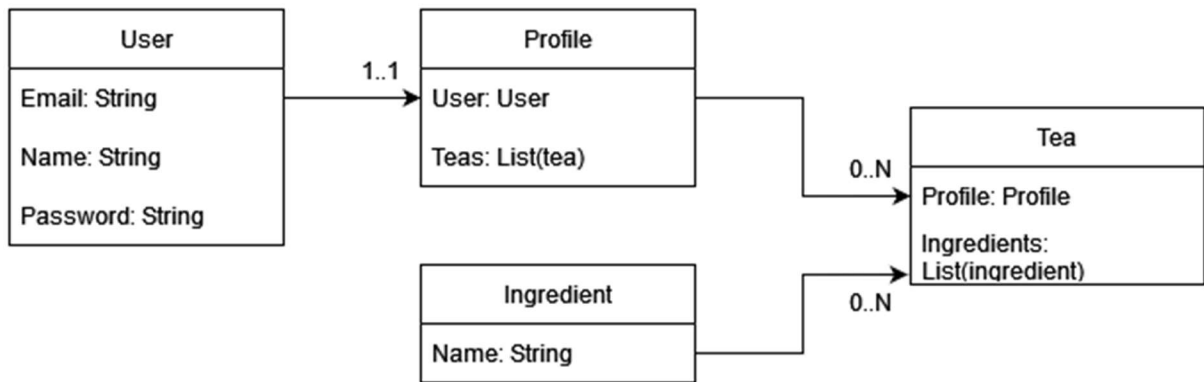 User
Email: String
Name: String
Password: String
1..1
Profile
User: User
Teas: List(tea)
0..N
Tea
Profile: Profile
Ingredients:
List(ingredient)
0..N
Ingredient
Name: String